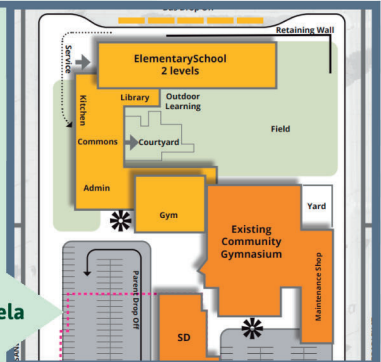 Retaining Wall
Service
ElementarySchool
2 levels
Kitchen
Library
Outdoor
Learning
Field
Commons
Courtyard
Admin
Gym
Yard
Existing
Community
Gymnasium
Maintenance Shop
Parent Drop Off
ela
SD